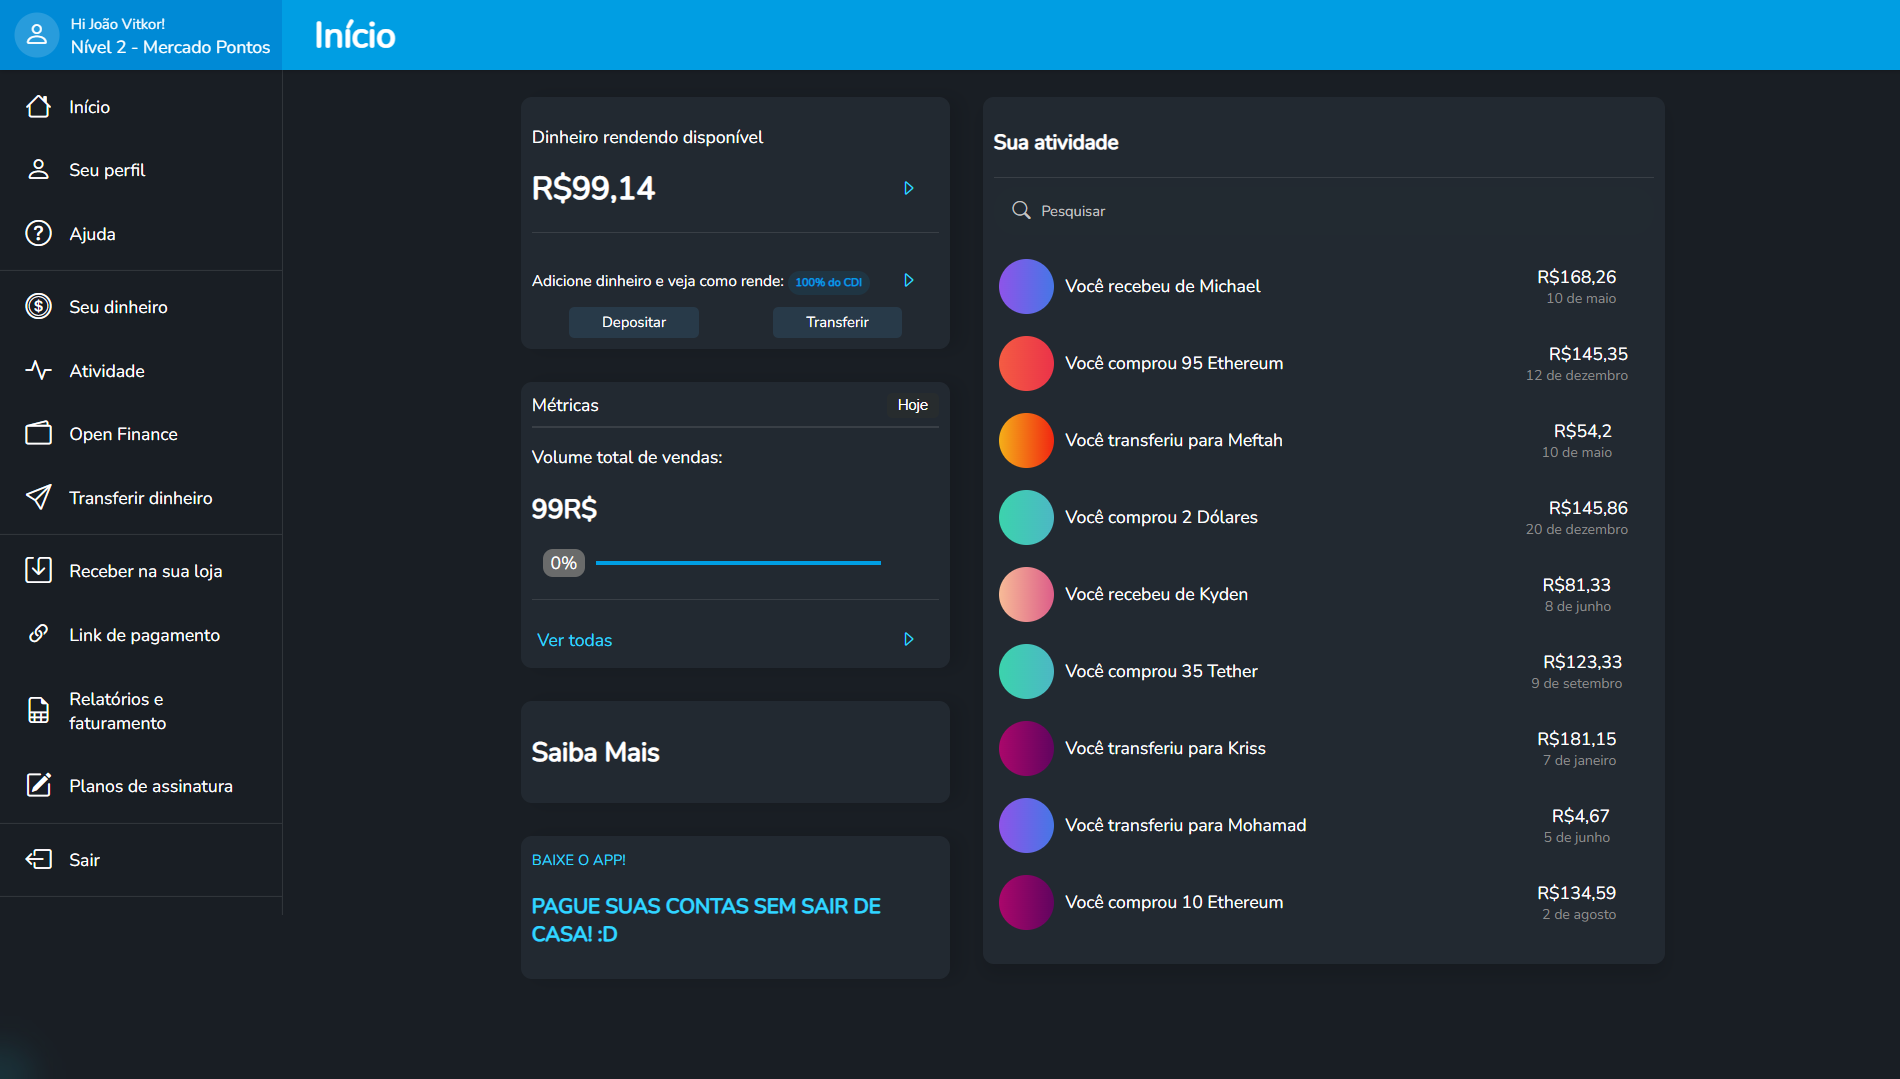 Hi João Vitkor!
Nível 2 - Mercado Pontos
Início
Início
Seu perfil
Ajuda
Seu dinheiro
Atividade
Open Finance
Transferir dinheiro
Receber na sua loja
Link de pagamento
Relatórios e
faturamento
Planos de assinatura
Sair
Dinheiro rendendo disponível
R$99,14
Adicione dinheiro e veja como rende: 100% do CDI
Depositar
Transferir
Métricas
Hoje
Volume total de vendas:
99R$
0%
Ver todas
Saiba Mais
BAIXE O APP!
PAGUE SUAS CONTAS SEM SAIR DE
CASA! :D
Sua atividade
Pesquisar
Você recebeu de Michael
R$168,26
10 de maio
Você comprou 95 Ethereum
R$145,35
12 de dezembro
Você transferiu para Meftah
R$54,2
10 de maio
Você comprou 2 Dólares
R$145,86
20 de dezembro
Você recebeu de Kyden
R$81,33
8 de junho
Você comprou 35 Tether
R$123,33
9 de setembro
Você transferiu para Kriss
R$181,15
7 de janeiro
Você transferiu para Mohamad
R$4,67
5 de junho
Você comprou 10 Ethereum
R$134,59
2 de agosto